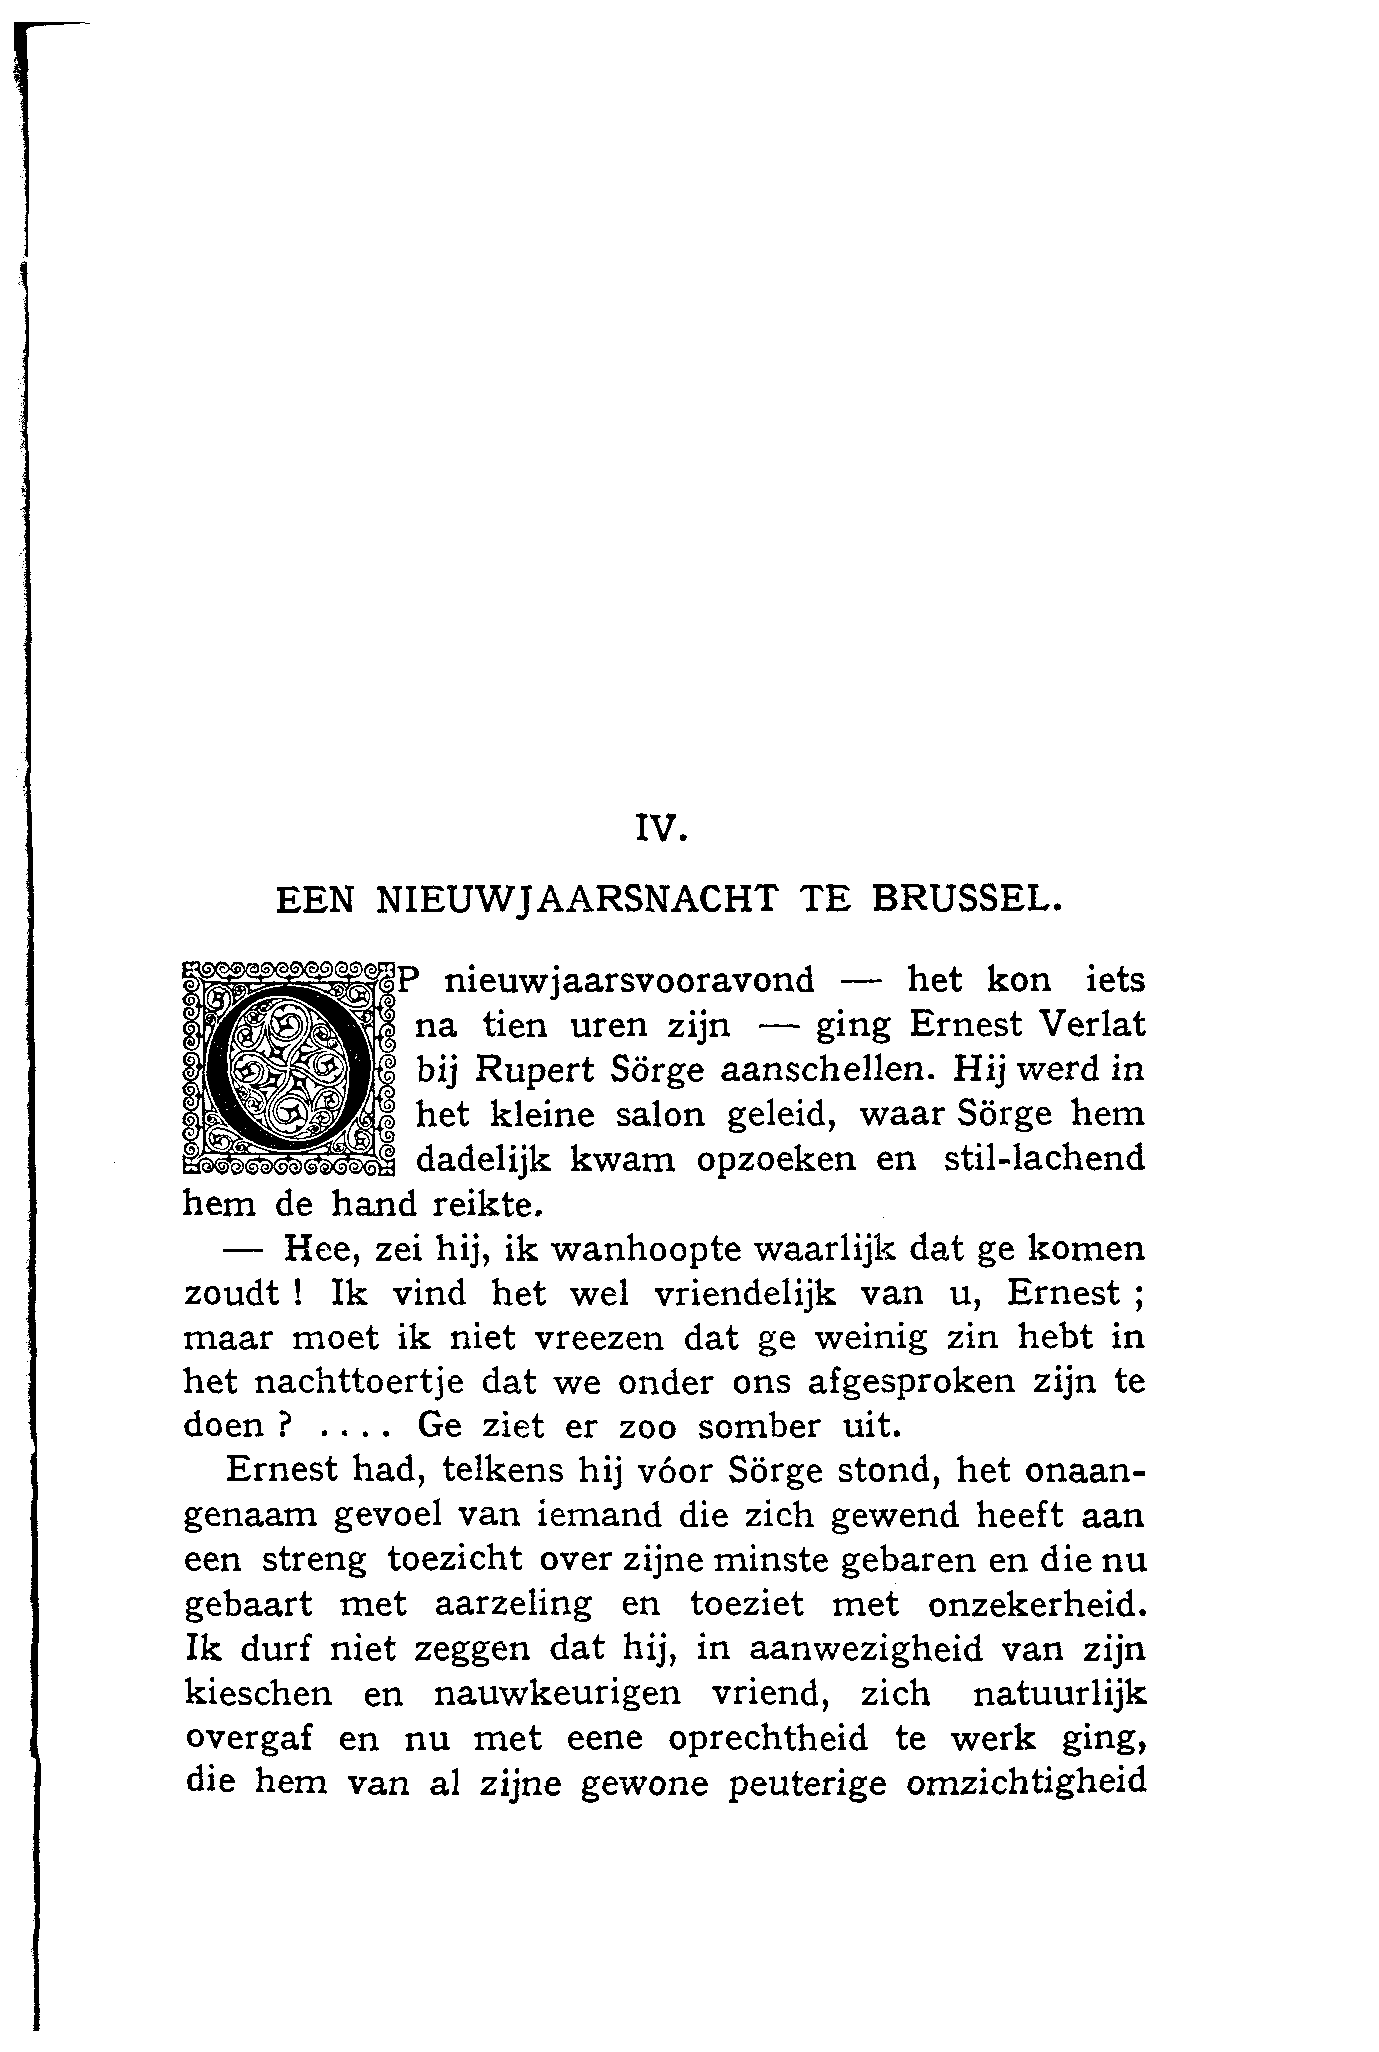 IV.
EEN NIEUWJAARSNACHT TE BRUSSEL.
OP nieuwjaarsvooravond — het kon iets
na tien uren zijn — ging Ernest Verlat
bij Rupert Sörge aanschellen. Hij werd in
het kleine salon geleid, waar Sörge hem
dadelijk kwam opzoeken en stil-lachend
hem de hand reikte.
— Hee, zei hij, ik wanhoopte waarlijk dat ge komen
zoudt ! Ik vind het wel vriendelijk van u, Ernest ;
maar moet ik niet vreezen dat ge weinig zin hebt in
het nachttoertje dat we onder ons afgesproken zijn te
doen ? .... Ge ziet er zoo somber uit.
Ernest had, telkens hij vóor Sörge stond, het onaan-
genaam gevoel van iemand die zich gewend heeft aan
een streng toezicht over zijne minste gebaren en die nu
gebaart met aarzeling en toeziet met onzekerheid.
Ik durf niet zeggen dat hij, in aanwezigheid van zijn
kieschen en nauwkeurigen vriend, zich natuurlijk
overgaf en nu met eene oprechtheid te werk ging,
die hem van al zijne gewone peuterige omzichtigheid